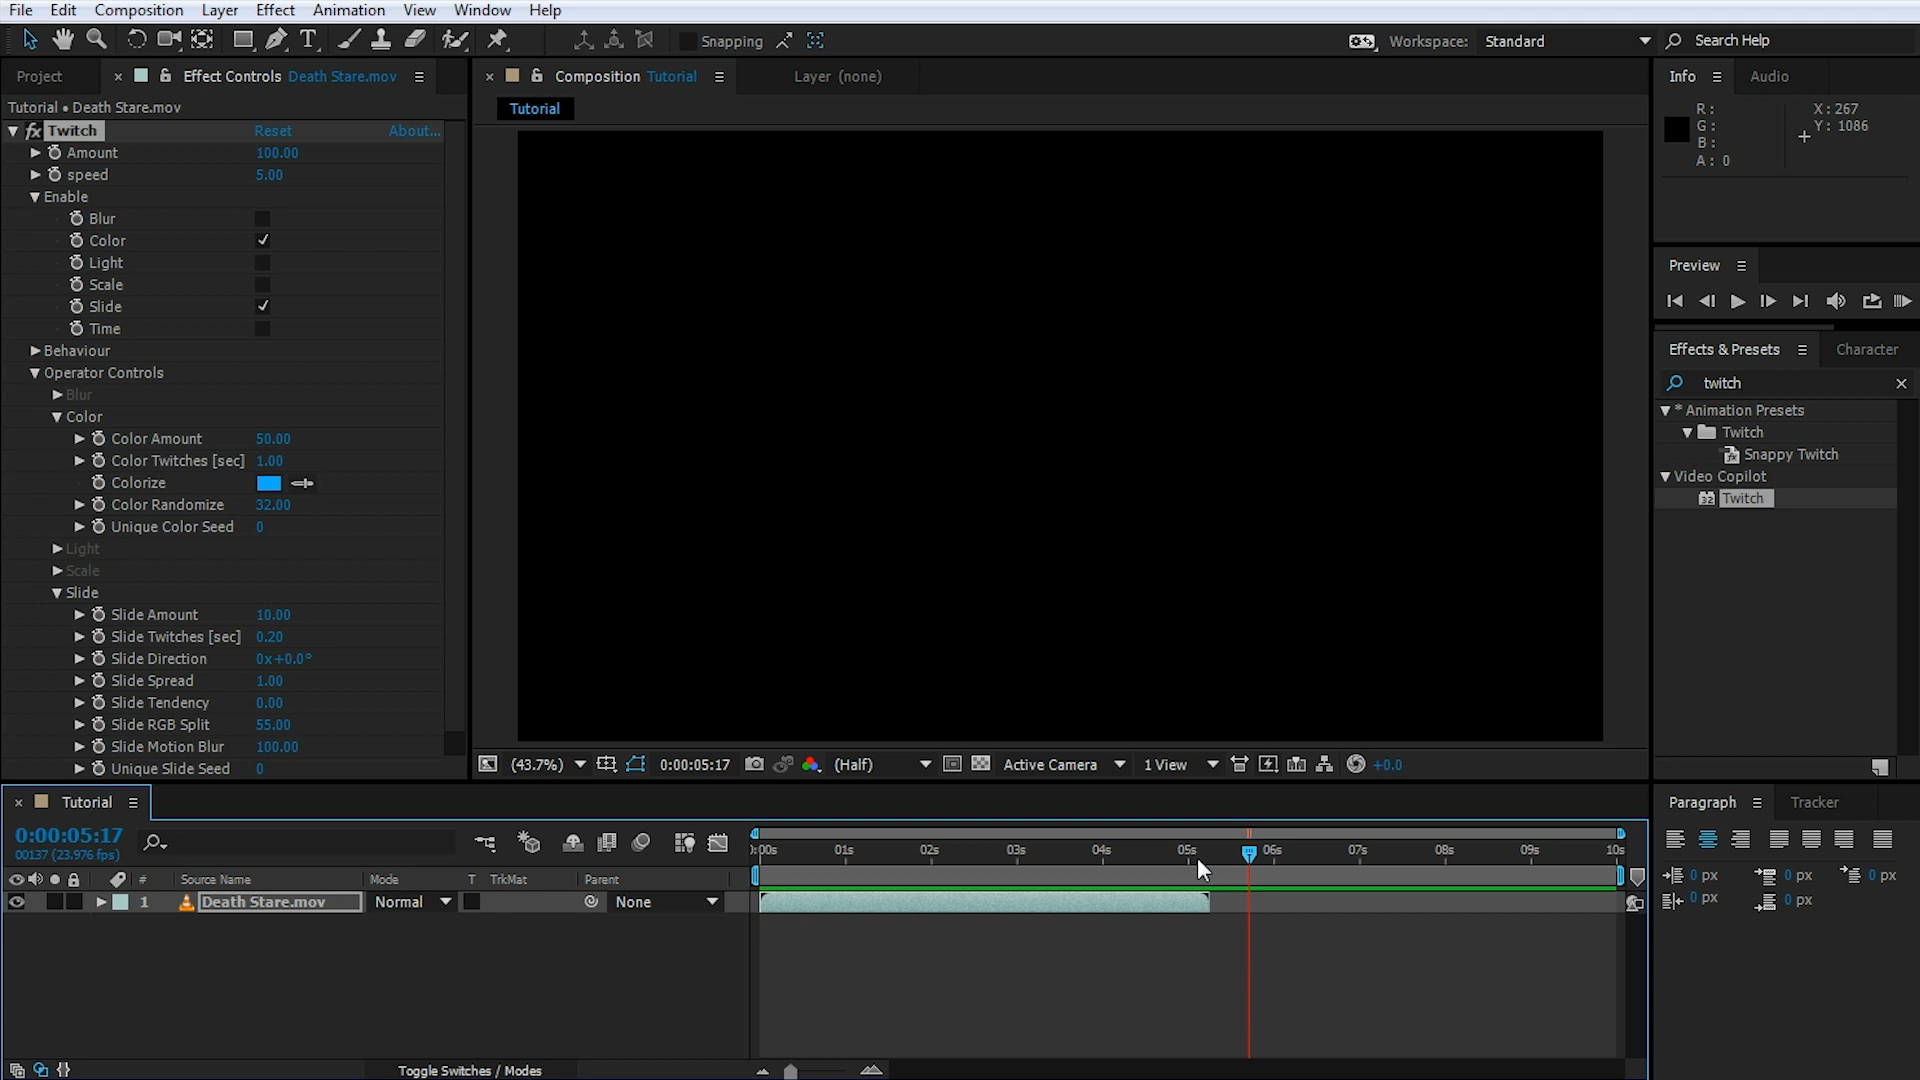 File Edit Composition Layer Effect Animation View Window Help
Snapping
Workspace: Standard
Search Help
Project
× Effect Controls Death Stare.mov
Tutorial • Death Stare.mov
fx Twitch Reset About...
Amount 100.00
speed 5.00
Enable
Blur
Color ✓
Light
Scale
Slide ✓
Time
Behaviour
Operator Controls
Blur
Color
Color Amount 50.00
Color Twitches [sec] 1.00
Colorize
Color Randomize 32.00
Unique Color Seed 0
Light
Scale
Slide
Slide Amount 10.00
Slide Twitches [sec] 0.20
Slide Direction 0x+0.0°
Slide Spread 1.00
Slide Tendency 0.00
Slide RGB Split 55.00
Slide Motion Blur 100.00
Unique Slide Seed 0
× Composition Tutorial
Layer (none)
Tutorial
(43.7%) 0:00:05:17 (Half) Active Camera 1 View +0.0
Info Audio
R: X: 267
G: Y: 1086
B:
A: 0
Preview
Effects & Presets Character
twitch
* Animation Presets
Twitch
Snappy Twitch
Video Copilot
32 Twitch
× Tutorial
0:00:05:17
00137 (23.976 fps)
# Source Name Mode T TrkMat Parent
1 Death Stare.mov Normal None
):00s 01s 02s 03s 04s 05s 06s 07s 08s 09s 10s
Toggle Switches / Modes
Paragraph Tracker
0 px 0 px 0 px
0 px 0 px